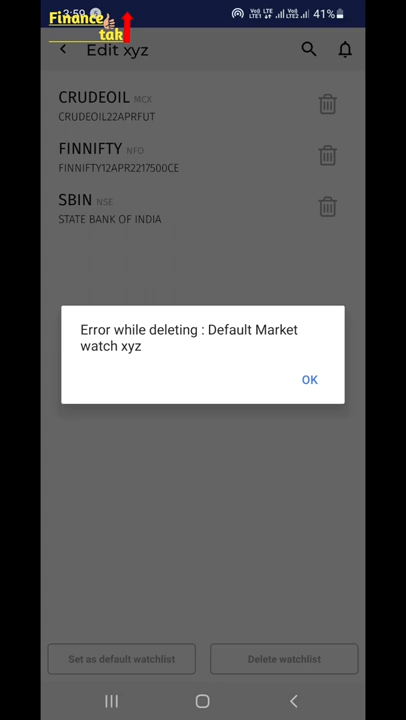 3:59
41%
Finance
tak
Edit xyz
CRUDEOIL MCX
CRUDEOIL22APRFUT
FINNIFTY NFO
FINNIFTY12APR2217500CE
SBIN NSE
STATE BANK OF INDIA
Error while deleting : Default Market
watch xyz
OK
Set as default watchlist
Delete watchlist